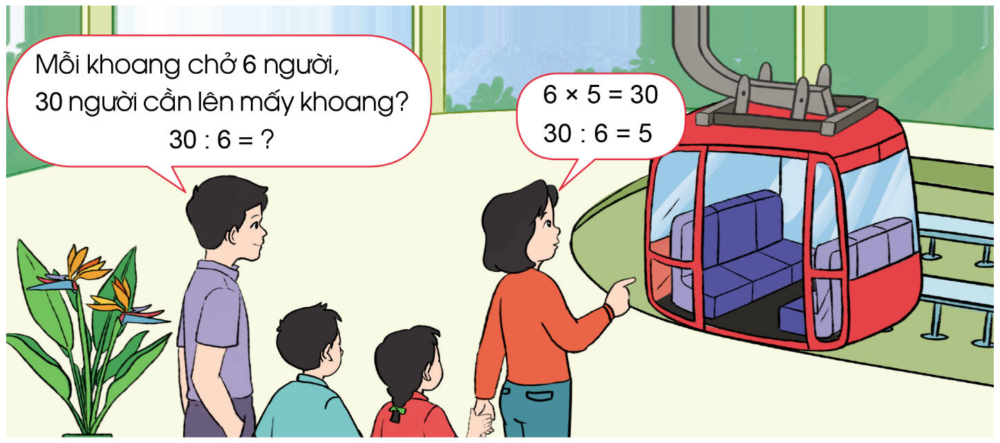 Mỗi khoang chở 6 người,
30 người cần lên mấy khoang?
30 : 6 = ?
6 × 5 = 30
30 : 6 = 5